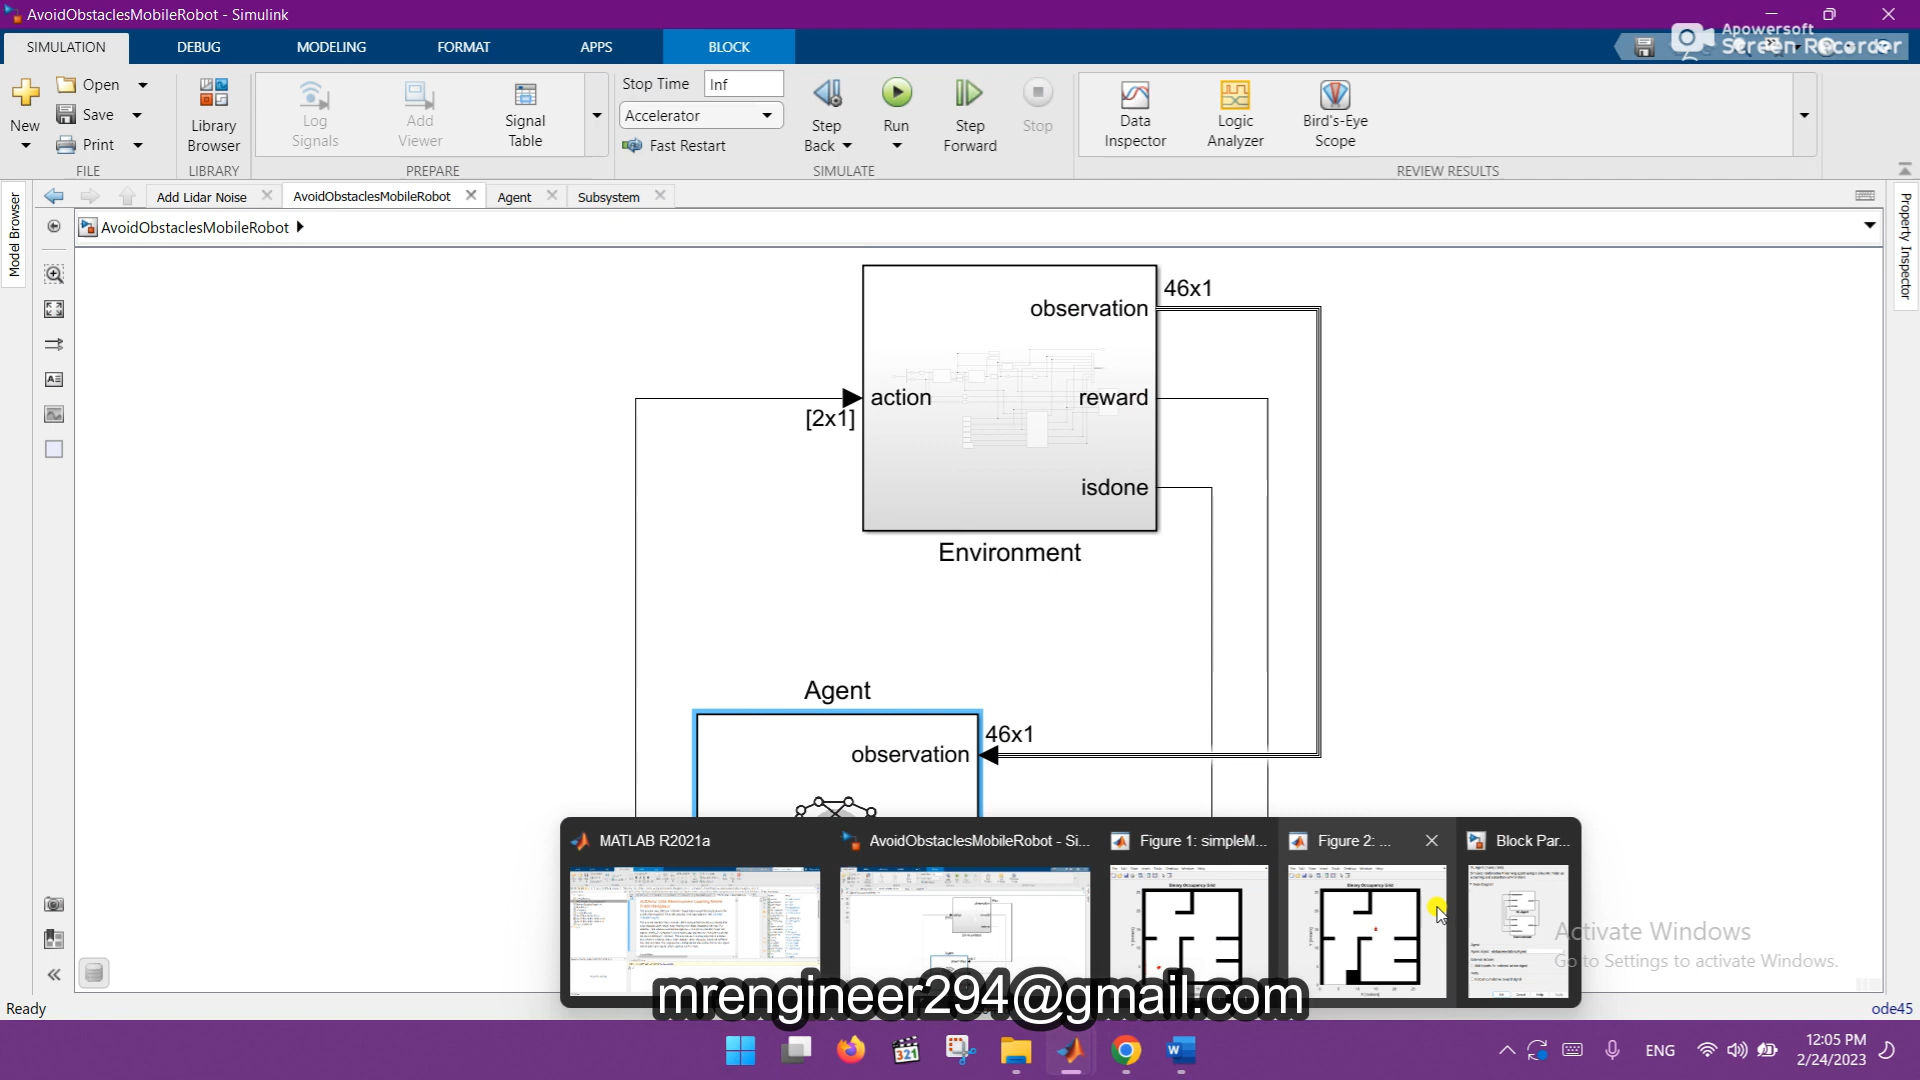 AvoidObstaclesMobileRobot - Simulink
Apowersoft
Screen Recorder
SIMULATION
DEBUG
MODELING
FORMAT
APPS
BLOCK
New
Open
Save
Print
FILE
Library
Browser
LIBRARY
Log
Signals
Add
Viewer
Signal
Table
PREPARE
Stop Time
Inf
Accelerator
Fast Restart
Step
Back
Run
Step
Forward
Stop
SIMULATE
Data
Inspector
Logic
Analyzer
Bird's-Eye
Scope
REVIEW RESULTS
Model Browser
Property Inspector
Add Lidar Noise
AvoidObstaclesMobileRobot
Agent
Subsystem
AvoidObstaclesMobileRobot
46x1
observation
action
[2x1]
reward
isdone
Environment
Agent
46x1
observation
MATLAB R2021a
AvoidObstaclesMobileRobot - Si...
Figure 1: simpleM...
Figure 2: ...
Block Par...
Activate Windows
Go to Settings to activate Windows.
mrengineer294@gmail.com
Ready
ode45
321
ENG
12:05 PM
2/24/2023